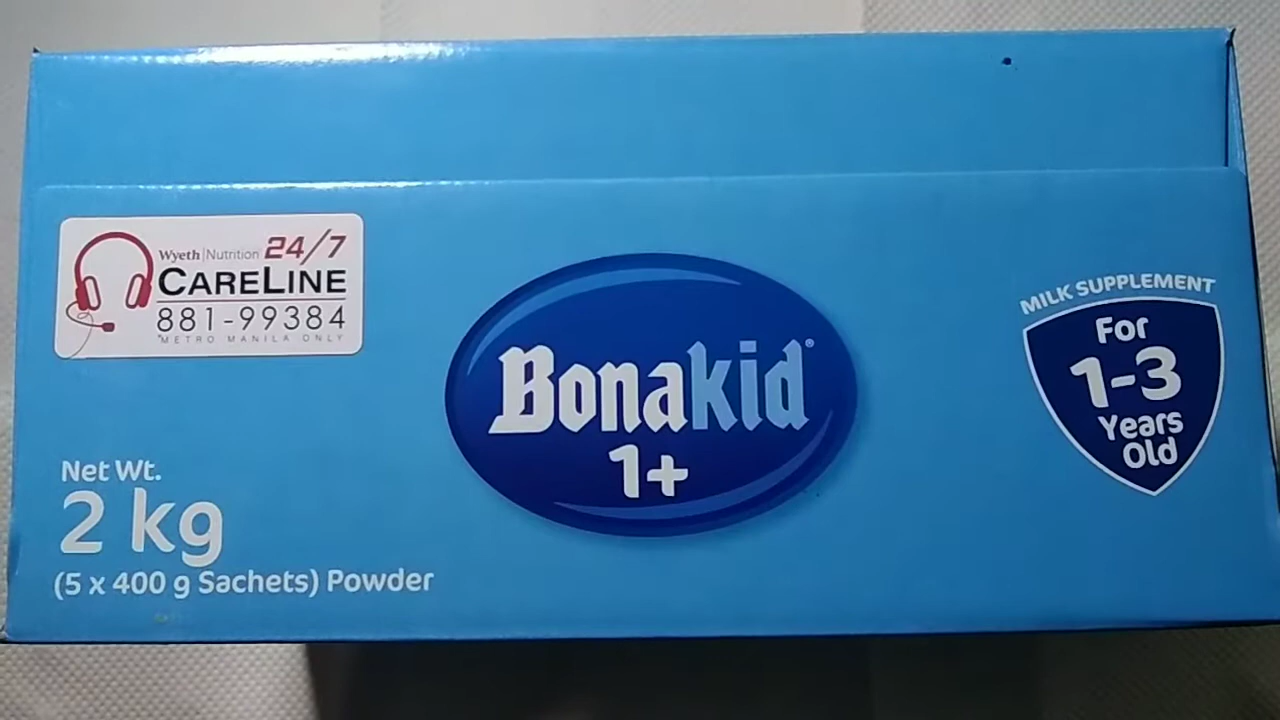 Wyeth | Nutrition 24/7
CARELINE
881-99384
*METRO MANILA ONLY
Net Wt.
2 kg
(5 x 400 g Sachets) Powder
Bonakid®
1+
MILK SUPPLEMENT
For
1-3
Years
Old